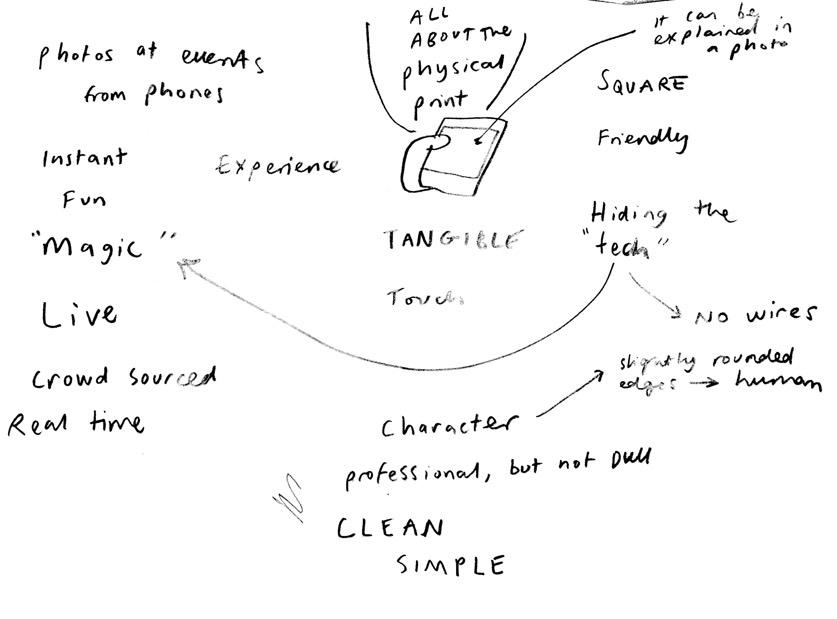 ALL
ABOUT THE
physical
print
it can be
explained in
a photo
photos at events
from phones
SQUARE
Friendly
Instant
Experience
Fun
Hiding the
"tech"
"Magic"
TANGIBLE
Touch
Live
NO wires
slightly rounded
edges → human
Crowd sourced
Real time
Character
professional, but not DULL
CLEAN
SIMPLE